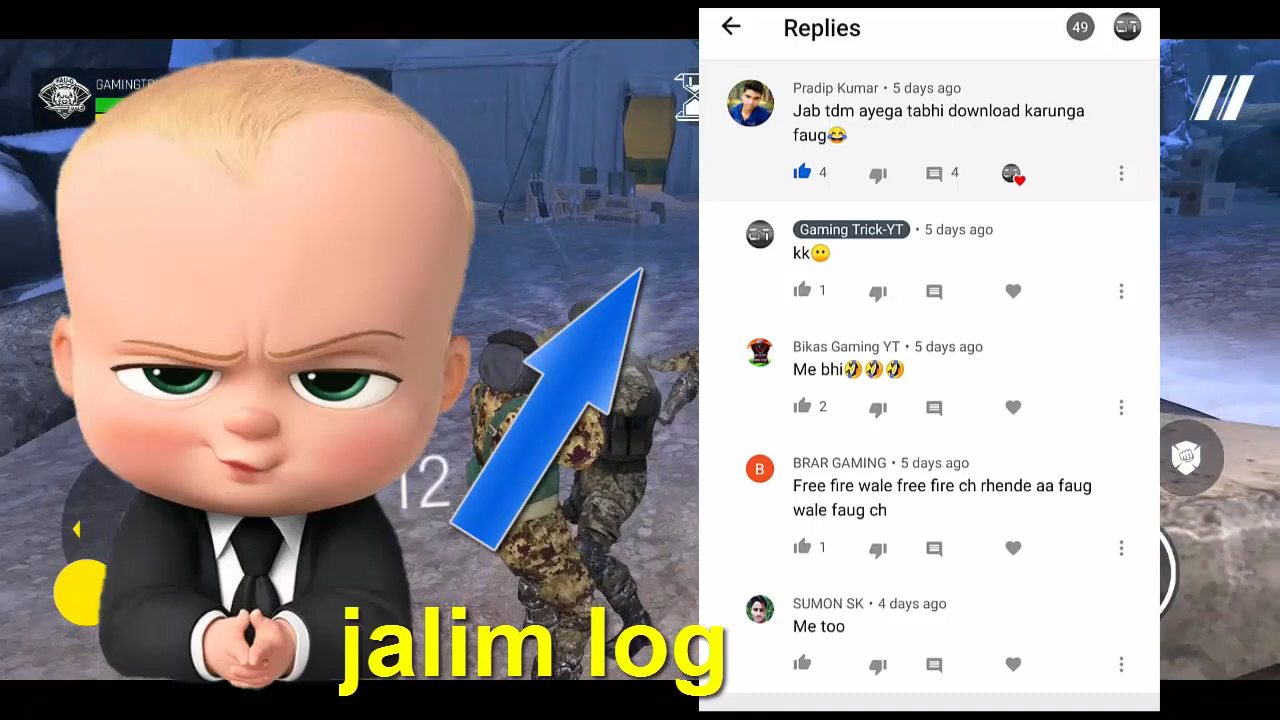 GAMINGTRI
Replies
49
Pradip Kumar • 5 days ago
Jab tdm ayega tabhi download karunga
faug😂
4
4
Gaming Trick-YT • 5 days ago
kk😶
1
Bikas Gaming YT • 5 days ago
Me bhi🤣🤣🤣
2
B
BRAR GAMING • 5 days ago
Free fire wale free fire ch rhende aa faug
wale faug ch
1
SUMON SK • 4 days ago
Me too
12
jalim log